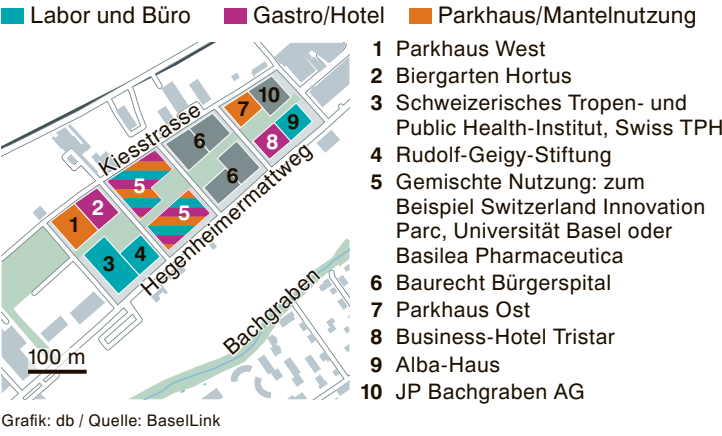 Labor und Büro Gastro/Hotel Parkhaus/Mantelnutzung
1 Parkhaus West
2 Biergarten Hortus
3 Schweizerisches Tropen- und
Public Health-Institut, Swiss TPH
4 Rudolf-Geigy-Stiftung
5 Gemischte Nutzung: zum
Beispiel Switzerland Innovation
Parc, Universität Basel oder
Basilea Pharmaceutica
6 Baurecht Bürgerspital
7 Parkhaus Ost
8 Business-Hotel Tristar
9 Alba-Haus
10 JP Bachgraben AG
Kiesstrasse
Hegenheimermattweg
Bachgraben
7
10
9
8
6
6
5
5
2
1
3
4
100 m
Grafik: db / Quelle: BaselLink